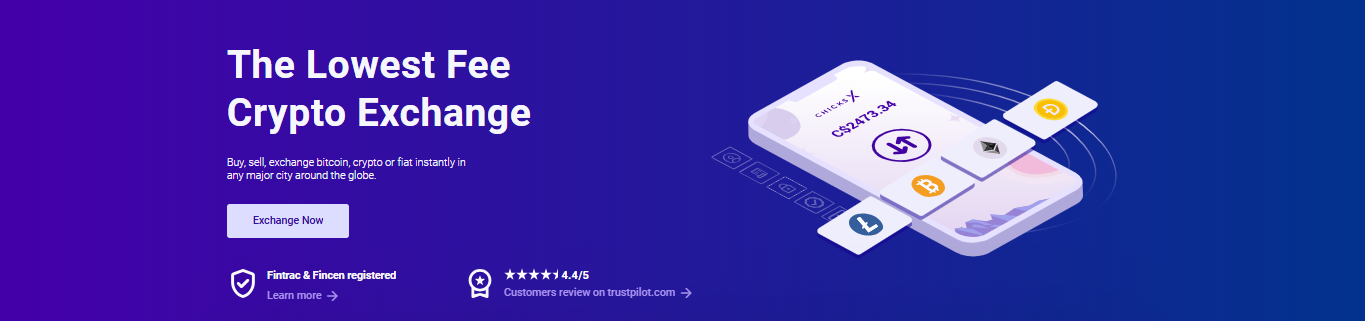 The Lowest Fee
Crypto Exchange
Buy, sell, exchange bitcoin, crypto or fiat instantly in
any major city around the globe.
Exchange Now
Fintrac & Fincen registered
Learn more
4.4/5
Customers review on trustpilot.com
CHICKS X
C$2473.34